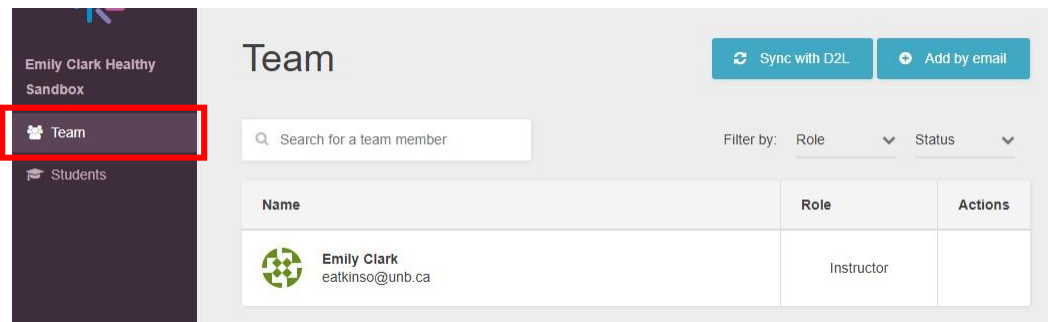 Emily Clark Healthy
Sandbox
Team
Students
Team
Sync with D2L
Add by email
Search for a team member
Filter by: Role Status
Name Role Actions
Emily Clark
eatkinso@unb.ca
Instructor